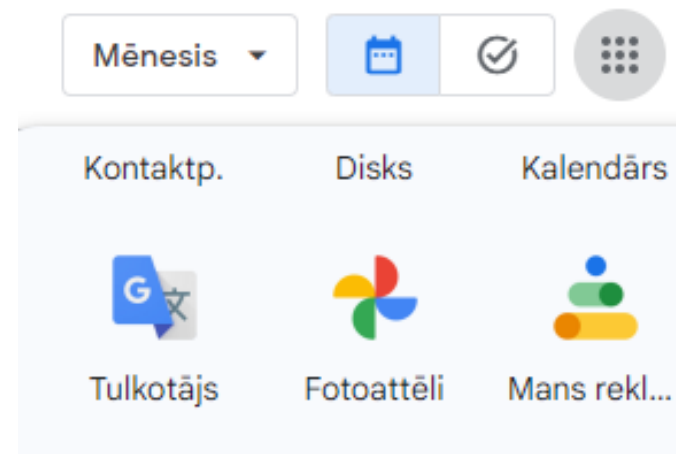 Mēnesis
Kontaktp. Disks Kalendārs
G 文
Tulkotājs Fotoattēli Mans rekl...